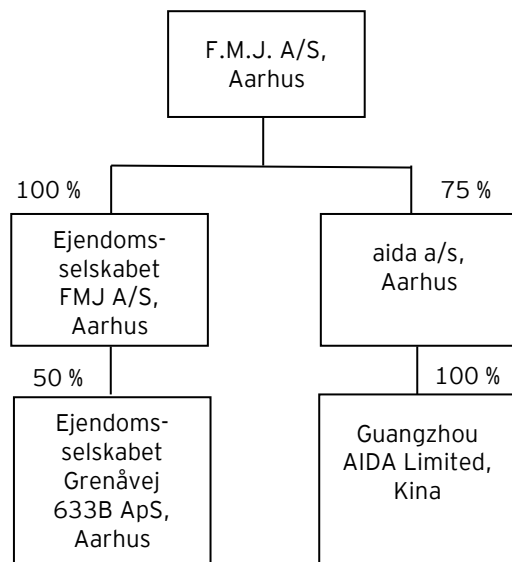 F.M.J. A/S,
Aarhus
100 %
75 %
Ejendoms-
selskabet
FMJ A/S,
Aarhus
aida a/s,
Aarhus
50 %
100 %
Ejendoms-
selskabet
Grenåvej
633B ApS,
Aarhus
Guangzhou
AIDA Limited,
Kina